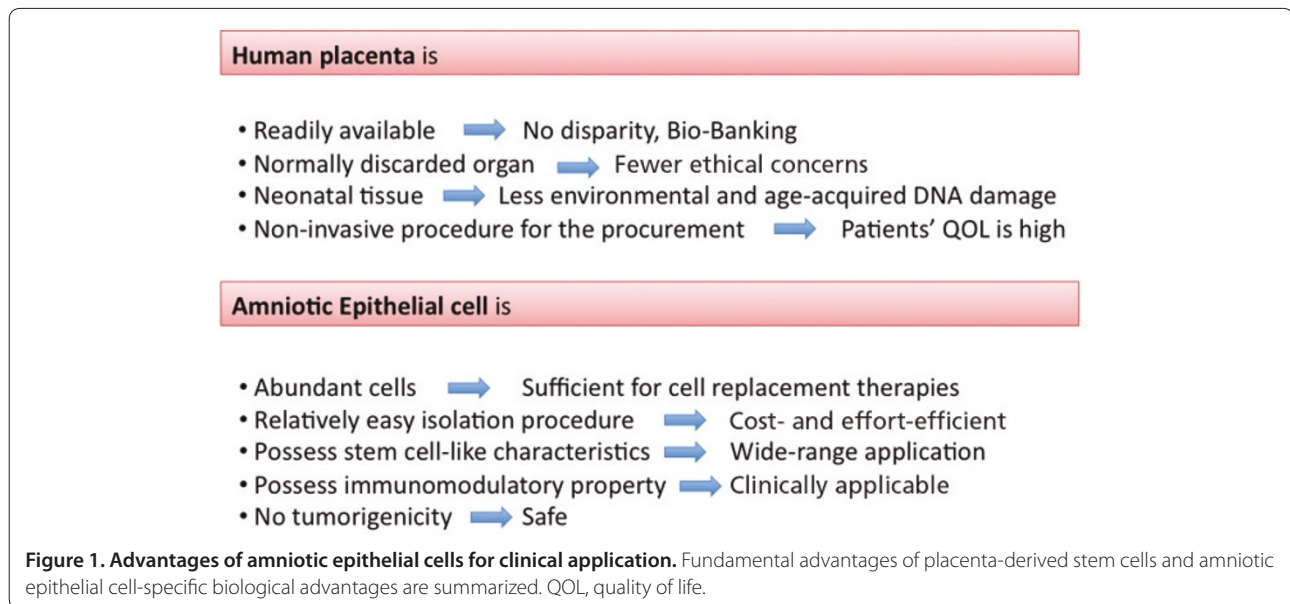 Human placenta is
• Readily available No disparity, Bio-Banking
• Normally discarded organ Fewer ethical concerns
• Neonatal tissue Less environmental and age-acquired DNA damage
• Non-invasive procedure for the procurement Patients' QOL is high
Amniotic Epithelial cell is
• Abundant cells Sufficient for cell replacement therapies
• Relatively easy isolation procedure Cost- and effort-efficient
• Possess stem cell-like characteristics Wide-range application
• Possess immunomodulatory property Clinically applicable
• No tumorigenicity Safe
Figure 1. Advantages of amniotic epithelial cells for clinical application. Fundamental advantages of placenta-derived stem cells and amniotic
epithelial cell-specific biological advantages are summarized. QOL, quality of life.